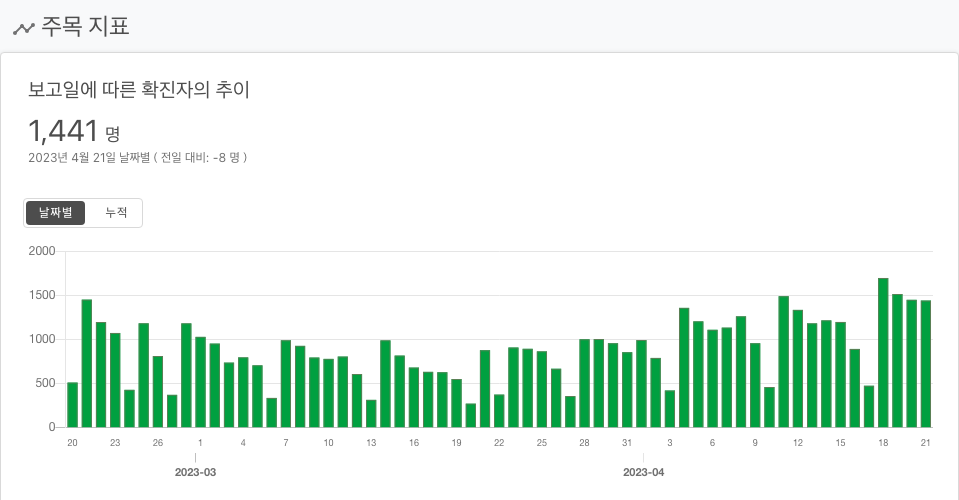 주목 지표
보고일에 따른 확진자의 추이
1,441 명
2023년 4월 21일 날짜별 ( 전일 대비: -8 명 )
날짜별 누적
2000
1500
1000
500
0
20 23 26 1 4 7 10 13 16 19 22 25 28 31 3 6 9 12 15 18 21
2023-03 2023-04